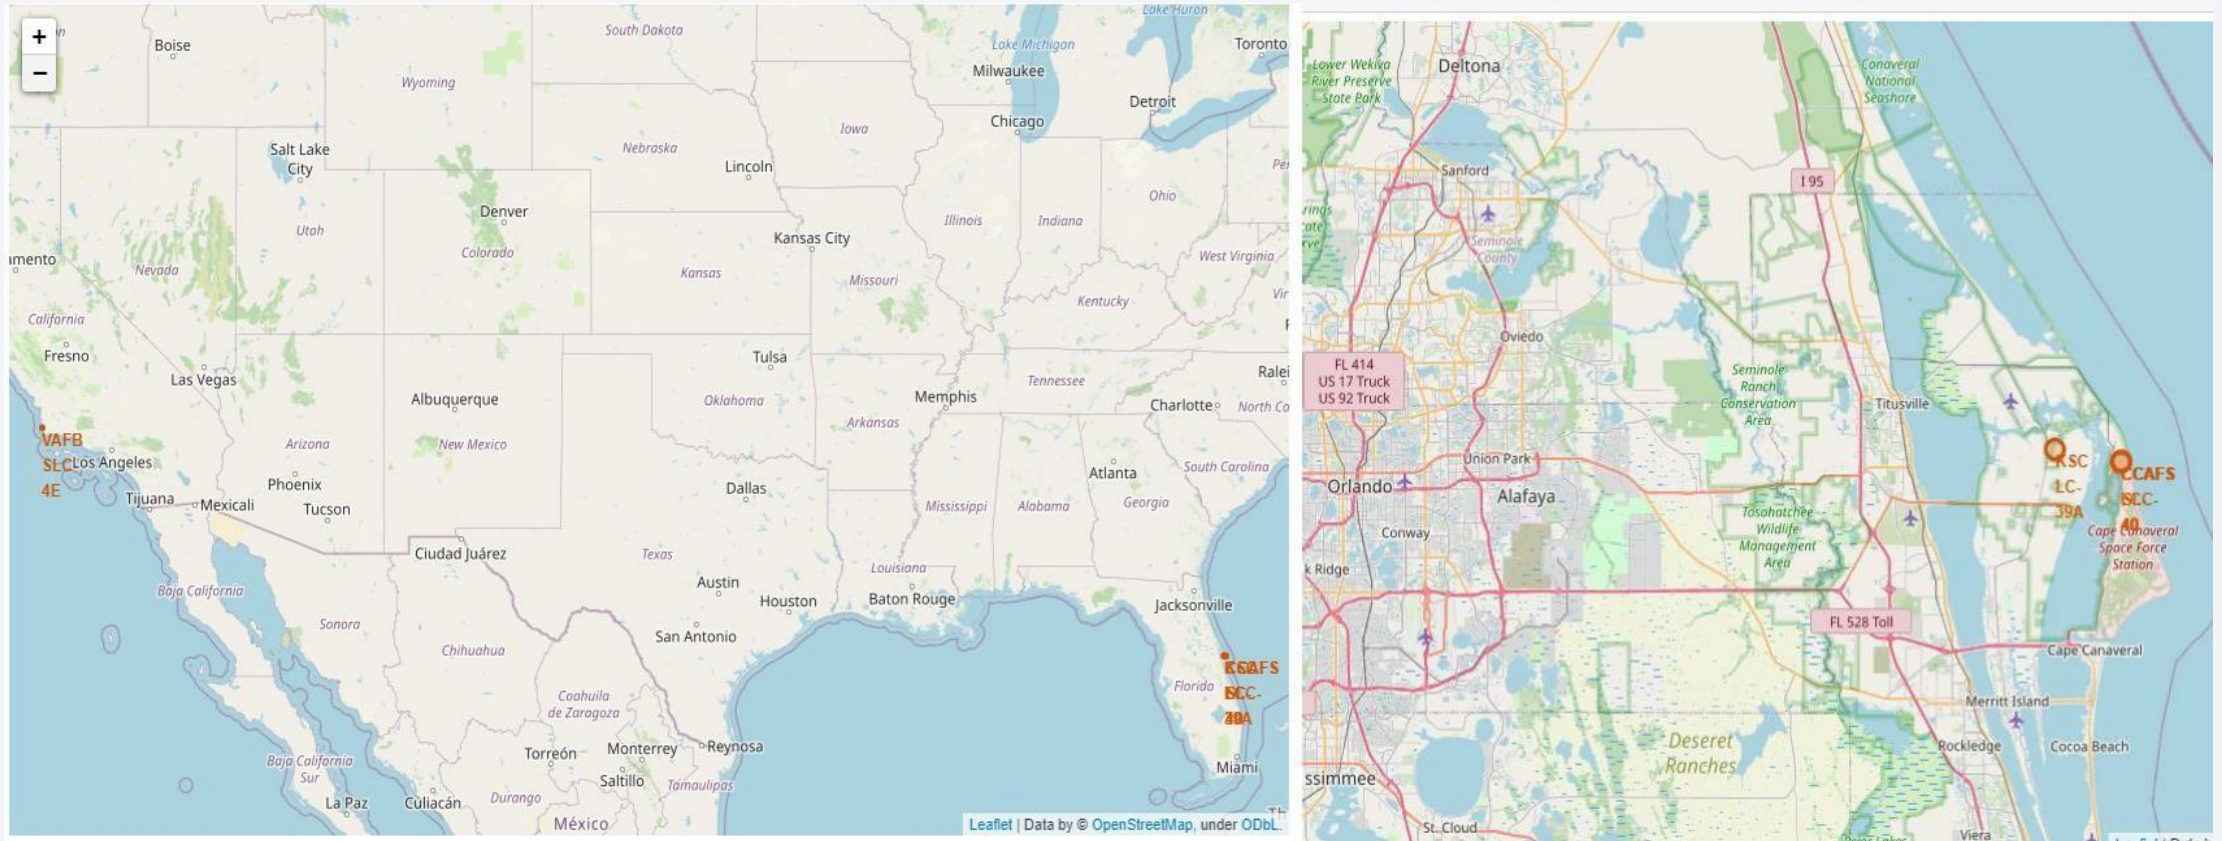 +
−
Boise
South Dakota
Lake Huron
Lake Michigan
Toronto
Wyoming
Milwaukee
Detroit
Chicago
Iowa
Salt Lake
City
Nebraska
Lincoln
Ohio
Denver
Utah
Illinois
Indiana
Kansas City
Colorado
West Virginia
amento
Nevada
Kansas
Missouri
Kentucky
California
Fresno
Tulsa
Las Vegas
Tennessee
Albuquerque
Oklahoma
Memphis
Charlotte
North Ca
Arkansas
VAFB
SLC-
4E
Los Angeles
Arizona
New Mexico
Atlanta
South Carolina
Phoenix
Dallas
Tijuana
Mexicali
Tucson
Mississippi
Alabama
Georgia
Ciudad Juárez
Texas
Louisiana
Austin
Baja California
Houston
Baton Rouge
Jacksonville
Sonora
San Antonio
Chihuahua
Florida
Coahuila
de Zaragoza
Torreón
Monterrey
Reynosa
Baja California
Sur
Saltillo
Tamaulipas
Miami
La Paz
Culiacán
Durango
México
Leaflet | Data by © OpenStreetMap, under ODbL.
Lower Wekiva
River Preserve
State Park
Deltona
Canaveral
National
Seashore
Sanford
I 95
Seminole
County
Oviedo
FL 414
US 17 Truck
US 92 Truck
Seminole
Ranch
Conservation
Area
Titusville
Union Park
KSC
LC-
39A
CCAFS
Orlando
Alafaya
Tosohatchee
Wildlife
Management
Area
Conway
40
Cape Canaveral
Space Force
Station
k Ridge
FL 528 Toll
Cape Canaveral
Merritt Island
Deseret
Ranches
Rockledge
Cocoa Beach
ssimmee
St. Cloud
Viera